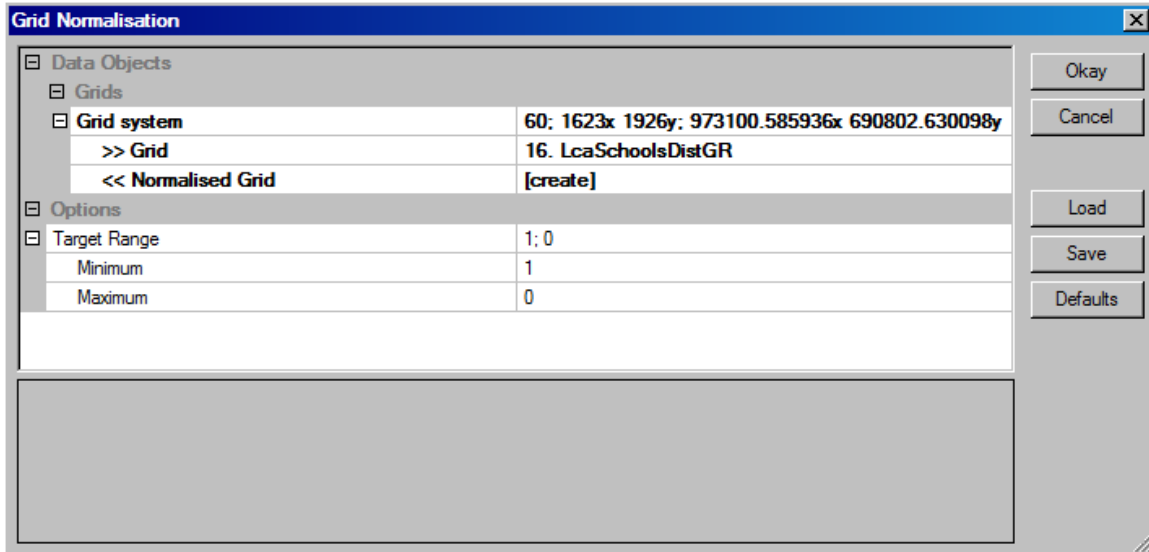 Grid Normalisation
Data Objects
Grids
Grid system 60; 1623x 1926y; 973100.585936x 690802.630098y
>> Grid 16. LcaSchoolsDistGR
<< Normalised Grid [create]
Options
Target Range 1; 0
Minimum 1
Maximum 0
Okay
Cancel
Load
Save
Defaults